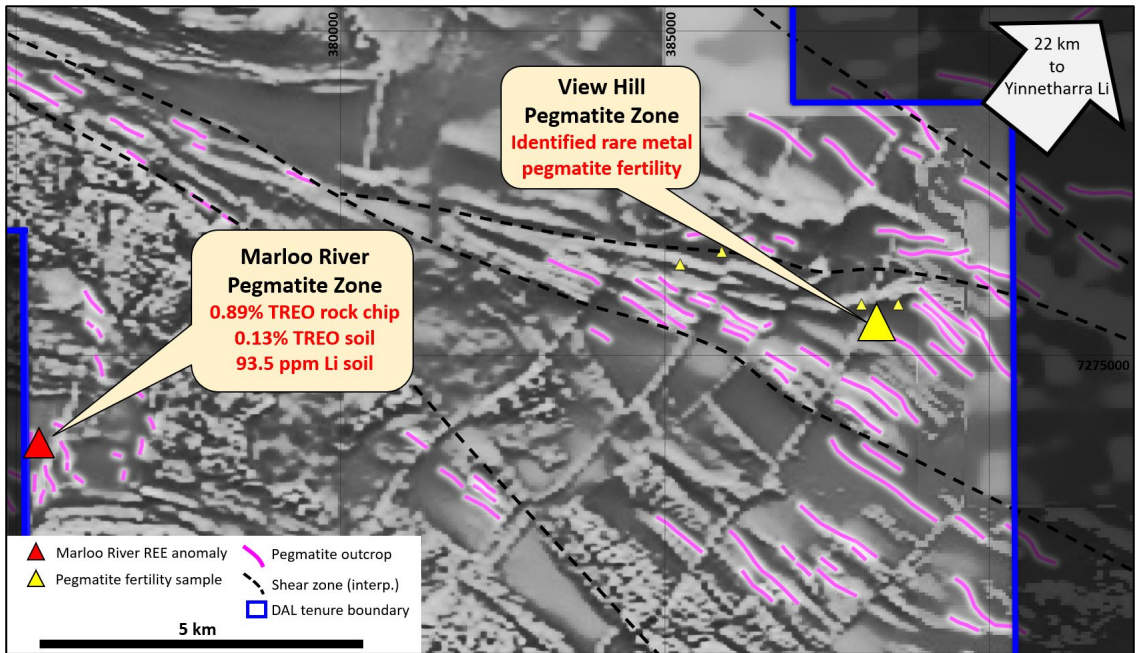 380000
385000
22 km
to
Yinnetharra Li
View Hill
Pegmatite Zone
Identified rare metal
pegmatite fertility
Marloo River
Pegmatite Zone
0.89% TREO rock chip
0.13% TREO soil
93.5 ppm Li soil
7275000
Marloo River REE anomaly
Pegmatite fertility sample
Pegmatite outcrop
Shear zone (interp.)
DAL tenure boundary
5 km